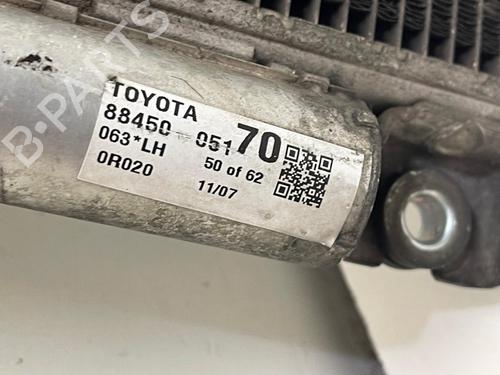 B-PARTS
TOYOTA
88450-05170
063*LH
50 of 62
0R020
11/07